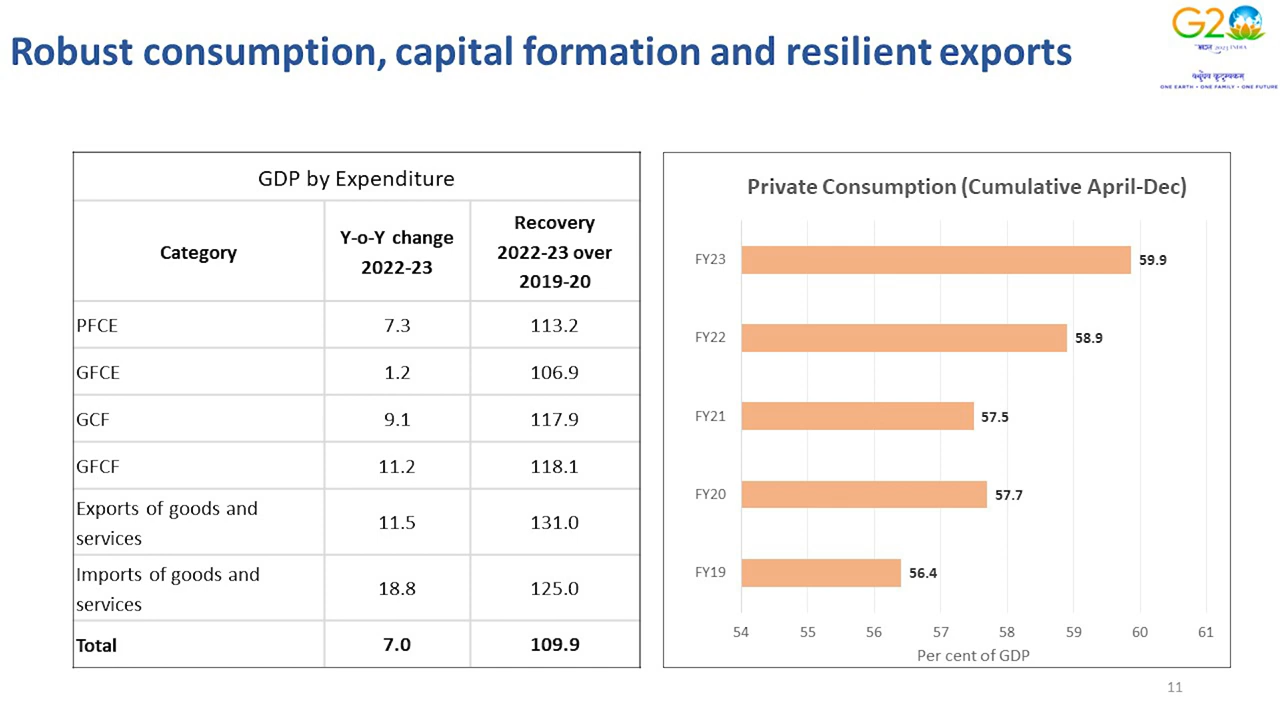 Robust consumption, capital formation and resilient exports
G20
भारत 2023 INDIA
वसुधैव कुटुम्बकम्
ONE EARTH • ONE FAMILY • ONE FUTURE
GDP by Expenditure
Category
Y-o-Y change
2022-23
Recovery
2022-23 over
2019-20
PFCE 7.3 113.2
GFCE 1.2 106.9
GCF 9.1 117.9
GFCF 11.2 118.1
Exports of goods and
services 11.5 131.0
Imports of goods and
services 18.8 125.0
Total 7.0 109.9
Private Consumption (Cumulative April-Dec)
FY23 59.9
FY22 58.9
FY21 57.5
FY20 57.7
FY19 56.4
54 55 56 57 58 59 60 61
Per cent of GDP
11